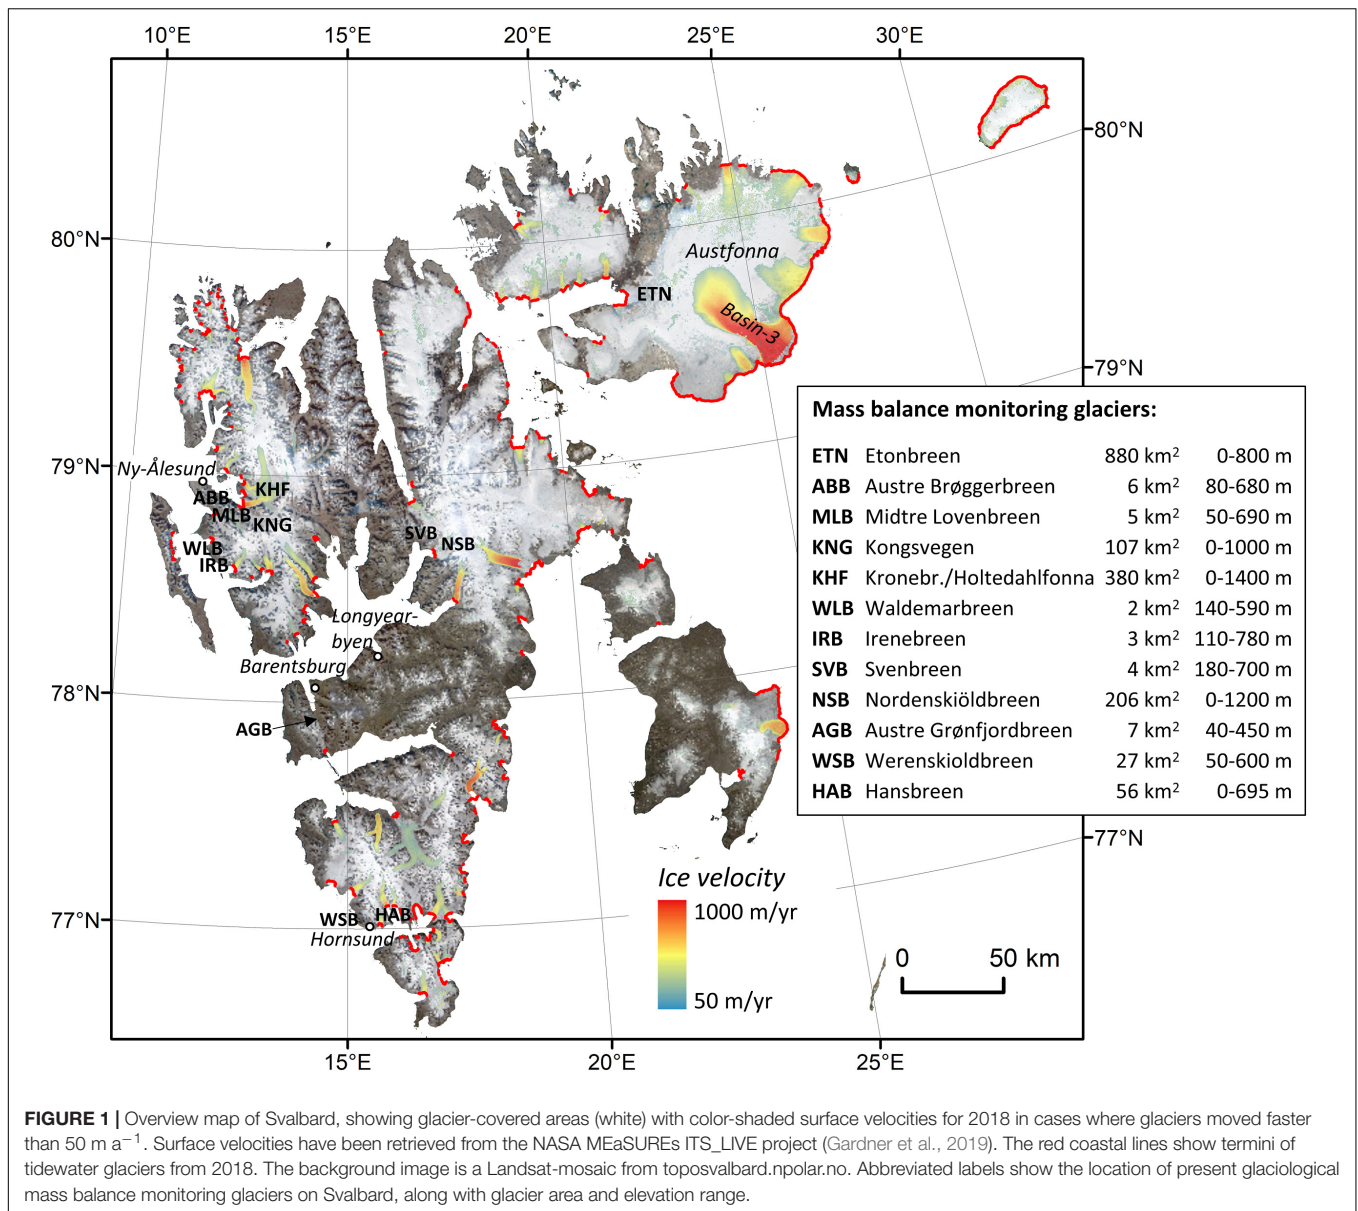 10°E 15°E 20°E 25°E 30°E
80°N
80°N
Austfonna
ETN
Basin-3
79°N
79°N
Ny-Ålesund
ABB
KHF
MLB
KNG
SVB
NSB
WLB
IRB
Longyear-
byen
Barentsburg
78°N
AGB
77°N
77°N
WSB
HAB
Hornsund
Mass balance monitoring glaciers:
ETN Etonbreen 880 km² 0-800 m
ABB Austre Brøggerbreen 6 km² 80-680 m
MLB Midtre Lovenbreen 5 km² 50-690 m
KNG Kongsvegen 107 km² 0-1000 m
KHF Kronebr./Holtedahlfonna 380 km² 0-1400 m
WLB Waldemarbreen 2 km² 140-590 m
IRB Irenebreen 3 km² 110-780 m
SVB Svenbreen 4 km² 180-700 m
NSB Nordenskiöldbreen 206 km² 0-1200 m
AGB Austre Grønfjordbreen 7 km² 40-450 m
WSB Werenskioldbreen 27 km² 50-600 m
HAB Hansbreen 56 km² 0-695 m
Ice velocity
1000 m/yr
50 m/yr
0 50 km
15°E 20°E 25°E
FIGURE 1 | Overview map of Svalbard, showing glacier-covered areas (white) with color-shaded surface velocities for 2018 in cases where glaciers moved faster
than 50 m a⁻¹. Surface velocities have been retrieved from the NASA MEaSUREs ITS_LIVE project (Gardner et al., 2019). The red coastal lines show termini of
tidewater glaciers from 2018. The background image is a Landsat-mosaic from toposvalbard.npolar.no. Abbreviated labels show the location of present glaciological
mass balance monitoring glaciers on Svalbard, along with glacier area and elevation range.